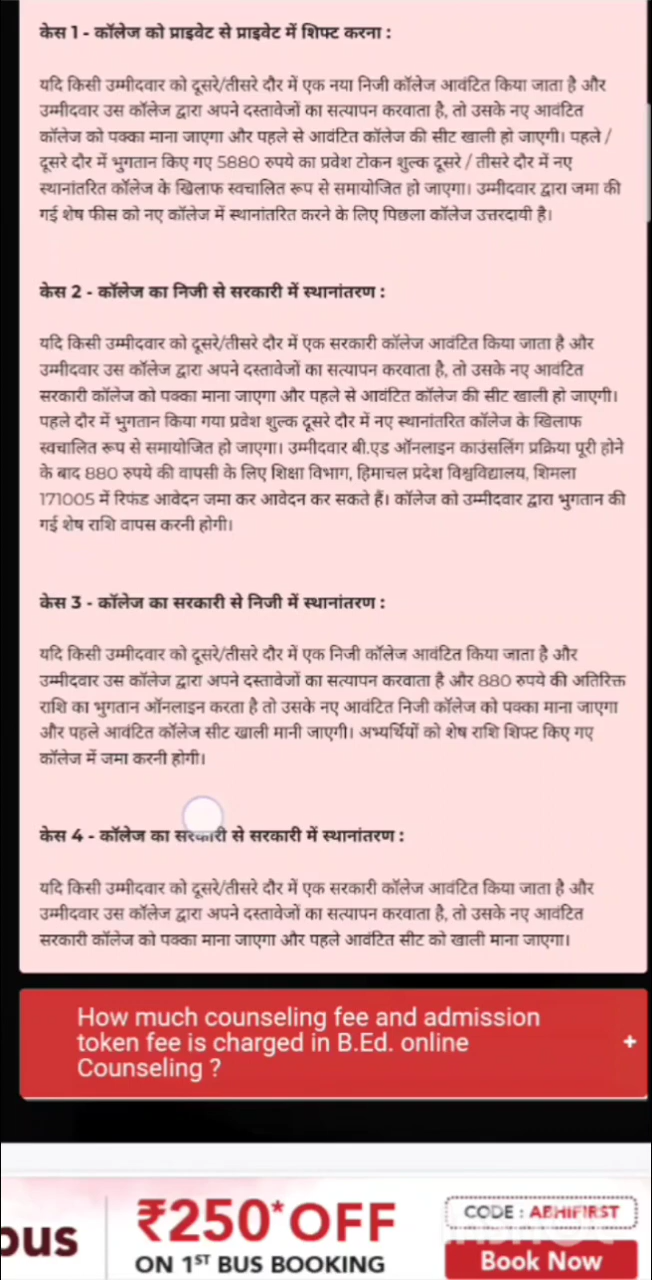 केस 1 - कॉलेज को प्राइवेट से प्राइवेट में शिफ्ट करना :
यदि किसी उम्मीदवार को दूसरे/तीसरे दौर में एक नया निजी कॉलेज आवंटित किया जाता है और
उम्मीदवार उस कॉलेज द्वारा अपने दस्तावेजों का सत्यापन करवाता है, तो उसके नए आवंटित
कॉलेज को पक्का माना जाएगा और पहले से आवंटित कॉलेज की सीट खाली हो जाएगी। पहले /
दूसरे दौर में भुगतान किए गए 5880 रुपये का प्रवेश टोकन शुल्क दूसरे / तीसरे दौर में नए
स्थानांतरित कॉलेज के खिलाफ स्वचालित रूप से समायोजित हो जाएगा। उम्मीदवार द्वारा जमा की
गई शेष फीस को नए कॉलेज में स्थानांतरित करने के लिए पिछला कॉलेज उत्तरदायी है।
केस 2 - कॉलेज का निजी से सरकारी में स्थानांतरण :
यदि किसी उम्मीदवार को दूसरे/तीसरे दौर में एक सरकारी कॉलेज आवंटित किया जाता है और
उम्मीदवार उस कॉलेज द्वारा अपने दस्तावेजों का सत्यापन करवाता है, तो उसके नए आवंटित
सरकारी कॉलेज को पक्का माना जाएगा और पहले से आवंटित कॉलेज की सीट खाली हो जाएगी।
पहले दौर में भुगतान किया गया प्रवेश शुल्क दूसरे दौर में नए स्थानांतरित कॉलेज के खिलाफ
स्वचालित रूप से समायोजित हो जाएगा। उम्मीदवार बी.एड ऑनलाइन काउंसलिंग प्रक्रिया पूरी होने
के बाद 880 रुपये की वापसी के लिए शिक्षा विभाग, हिमाचल प्रदेश विश्वविद्यालय, शिमला
171005 में रिफंड आवेदन जमा कर आवेदन कर सकते हैं। कॉलेज को उम्मीदवार द्वारा भुगतान की
गई शेष राशि वापस करनी होगी।
केस 3 - कॉलेज का सरकारी से निजी में स्थानांतरण :
यदि किसी उम्मीदवार को दूसरे/तीसरे दौर में एक निजी कॉलेज आवंटित किया जाता है और
उम्मीदवार उस कॉलेज द्वारा अपने दस्तावेजों का सत्यापन करवाता है और 880 रुपये की अतिरिक्त
राशि का भुगतान ऑनलाइन करता है तो उसके नए आवंटित निजी कॉलेज को पक्का माना जाएगा
और पहले आवंटित कॉलेज सीट खाली मानी जाएगी। अभ्यर्थियों को शेष राशि शिफ्ट किए गए
कॉलेज में जमा करनी होगी।
केस 4 - कॉलेज का सरकारी से सरकारी में स्थानांतरण :
यदि किसी उम्मीदवार को दूसरे/तीसरे दौर में एक सरकारी कॉलेज आवंटित किया जाता है और
उम्मीदवार उस कॉलेज द्वारा अपने दस्तावेजों का सत्यापन करवाता है, तो उसके नए आवंटित
सरकारी कॉलेज को पक्का माना जाएगा और पहले आवंटित सीट को खाली माना जाएगा।
How much counseling fee and admission
token fee is charged in B.Ed. online +
Counseling ?
bus ₹250*OFF CODE : ABHIFIRST
ON 1ST BUS BOOKING Book Now